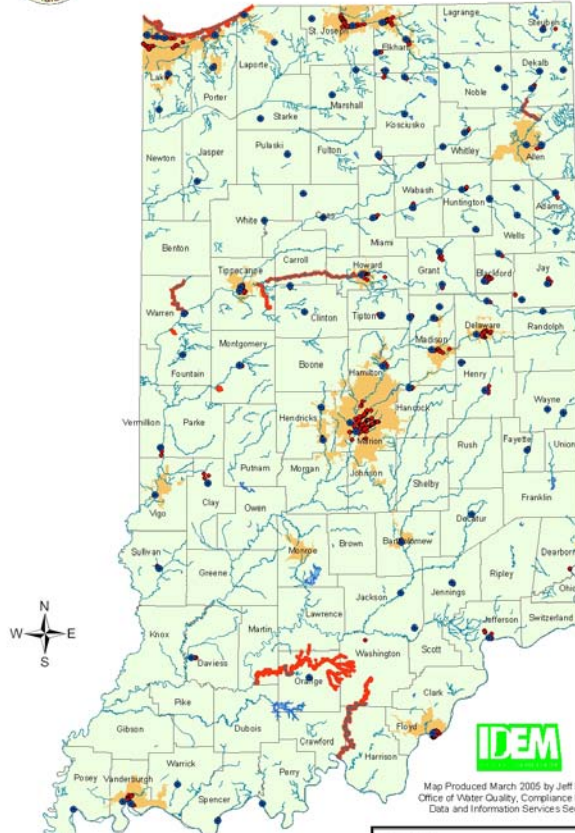 Lagrange
Steuben
St. Joseph
Elkhart
Laporte
Lake
Porter
Noble
Dekalb
Marshall
Starke
Kosciusko
Newton
Jasper
Pulaski
Fulton
Whitley
Allen
Wabash
Huntington
Adams
White
Cass
Wells
Benton
Miami
Carroll
Tippecanoe
Howard
Grant
Blackford
Jay
Warren
Clinton
Tipton
Randolph
Madison
Delaware
Montgomery
Fountain
Boone
Hamilton
Henry
Hendricks
Hancock
Wayne
Vermillion
Parke
Marion
Rush
Fayette
Union
Putnam
Morgan
Johnson
Shelby
Franklin
Vigo
Clay
Owen
Decatur
Monroe
Brown
Bartholomew
Sullivan
Dearborn
Greene
Ripley
Ohio
Jackson
Jennings
Lawrence
Jefferson
Switzerland
Knox
Martin
Daviess
Washington
Scott
Orange
Pike
Clark
Gibson
Dubois
Floyd
Crawford
Harrison
Perry
Warrick
Posey
Vanderburgh
Spencer
N
W
E
S
IDEM
Map Produced March 2005 by Jeff
Office of Water Quality, Compliance
Data and Information Services Se